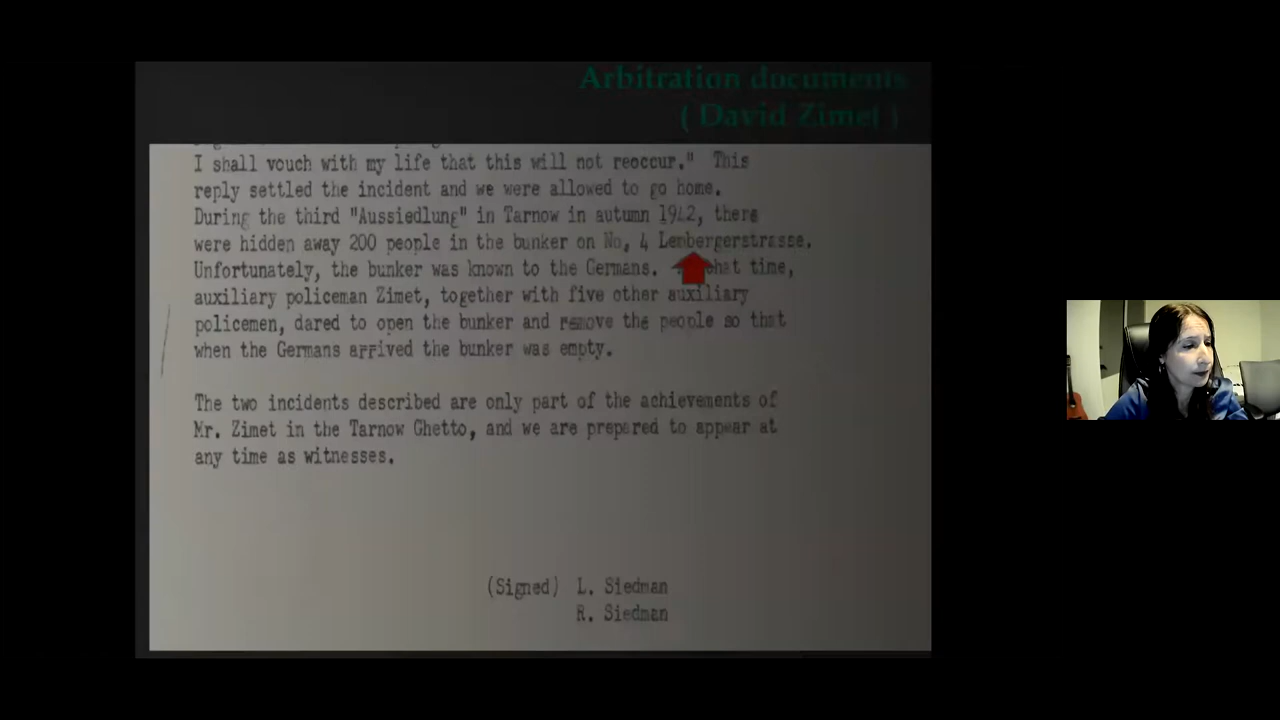 Arbitration documents
( David Zimet )
I shall vouch with my life that this will not reoccur." This
reply settled the incident and we were allowed to go home.
During the third "Aussiedlung" in Tarnow in autumn 1942, there
were hidden away 200 people in the bunker on No, 4 Lembergerstrasse.
Unfortunately, the bunker was known to the Germans. that time,
auxiliary policeman Zimet, together with five other auxiliary
policemen, dared to open the bunker and remove the people so that
when the Germans arrived the bunker was empty.
The two incidents described are only part of the achievements of
Mr. Zimet in the Tarnow Ghetto, and we are prepared to appear at
any time as witnesses.
(Signed) L. Siedman
R. Siedman